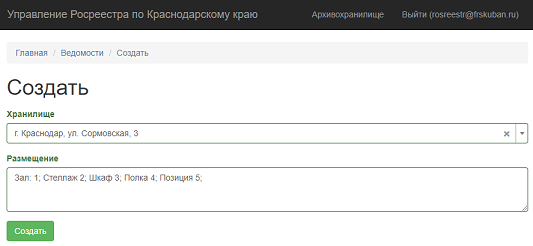 Управление Росреестра по Краснодарскому краю Архивохранилище Выйти (rosreestr@frskuban.ru)
Главная / Ведомости / Создать
Создать
Хранилище
г. Краснодар, ул. Сормовская, 3
Размещение
Зал: 1; Стеллаж 2; Шкаф 3; Полка 4; Позиция 5;
Создать